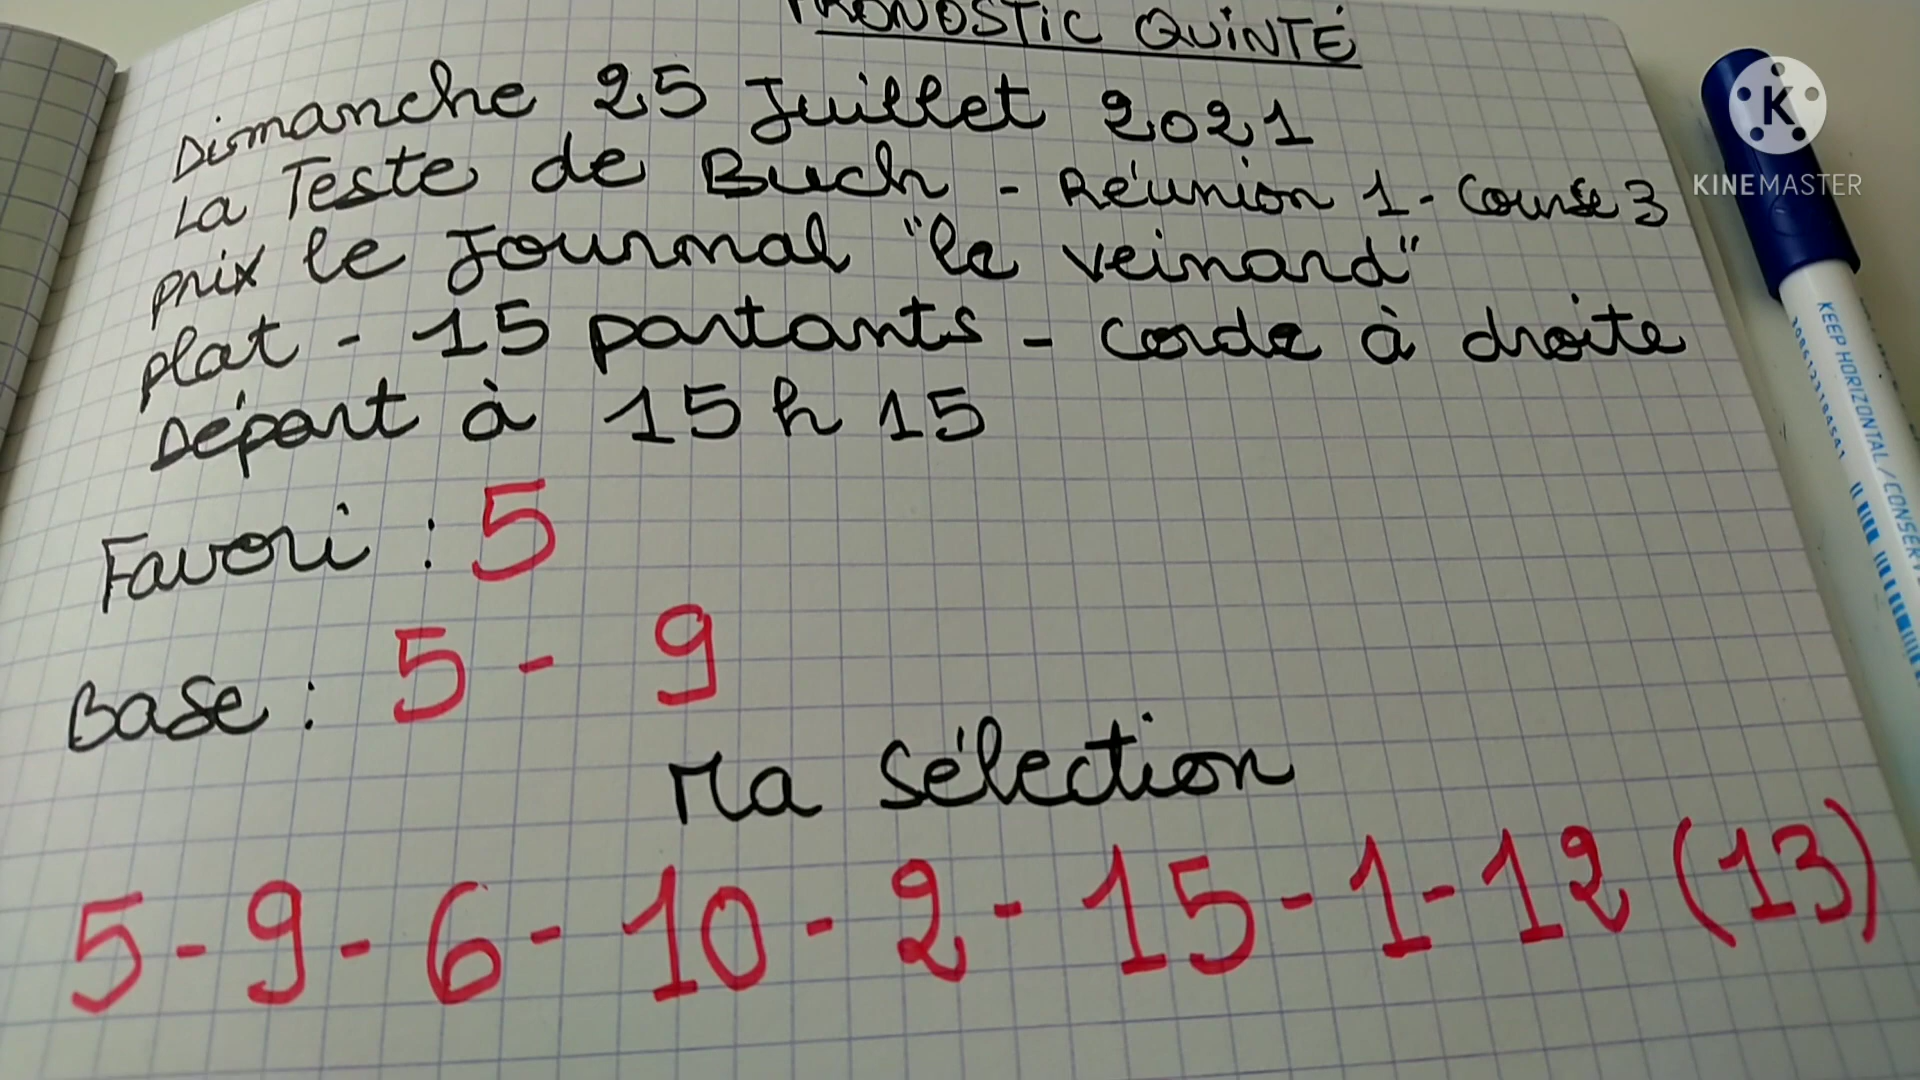 PRONOSTIC QUINTÉ
Dimanche 25 Juillet 2021
La Teste de Buch - Réunion 1 - Course 3
prix le Journal "le veinard"
plat - 15 partants - corde à droite
Départ à 15 h 15
Favori : 5
Base : 5 - 9
Ma sélection
5 - 9 - 6 - 10 - 2 - 15 - 1 - 12 (13)
K
KINEMASTER
KEEP HORIZONTAL / CONSER